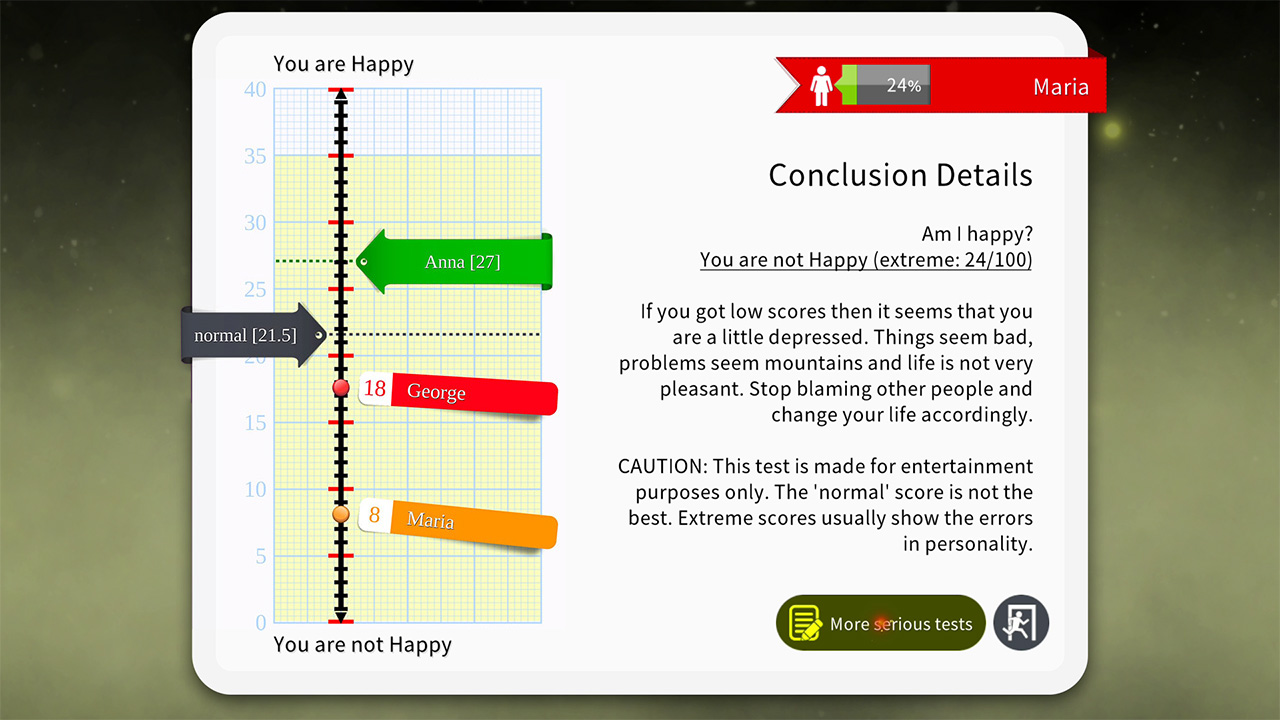 You are Happy
40
35
30
25
20
15
10
5
0
Anna [27]
normal [21.5]
18 George
8 Maria
You are not Happy
24%
Maria
Conclusion Details
Am I happy?
You are not Happy (extreme: 24/100)
If you got low scores then it seems that you
are a little depressed. Things seem bad,
problems seem mountains and life is not very
pleasant. Stop blaming other people and
change your life accordingly.
CAUTION: This test is made for entertainment
purposes only. The 'normal' score is not the
best. Extreme scores usually show the errors
in personality.
More serious tests